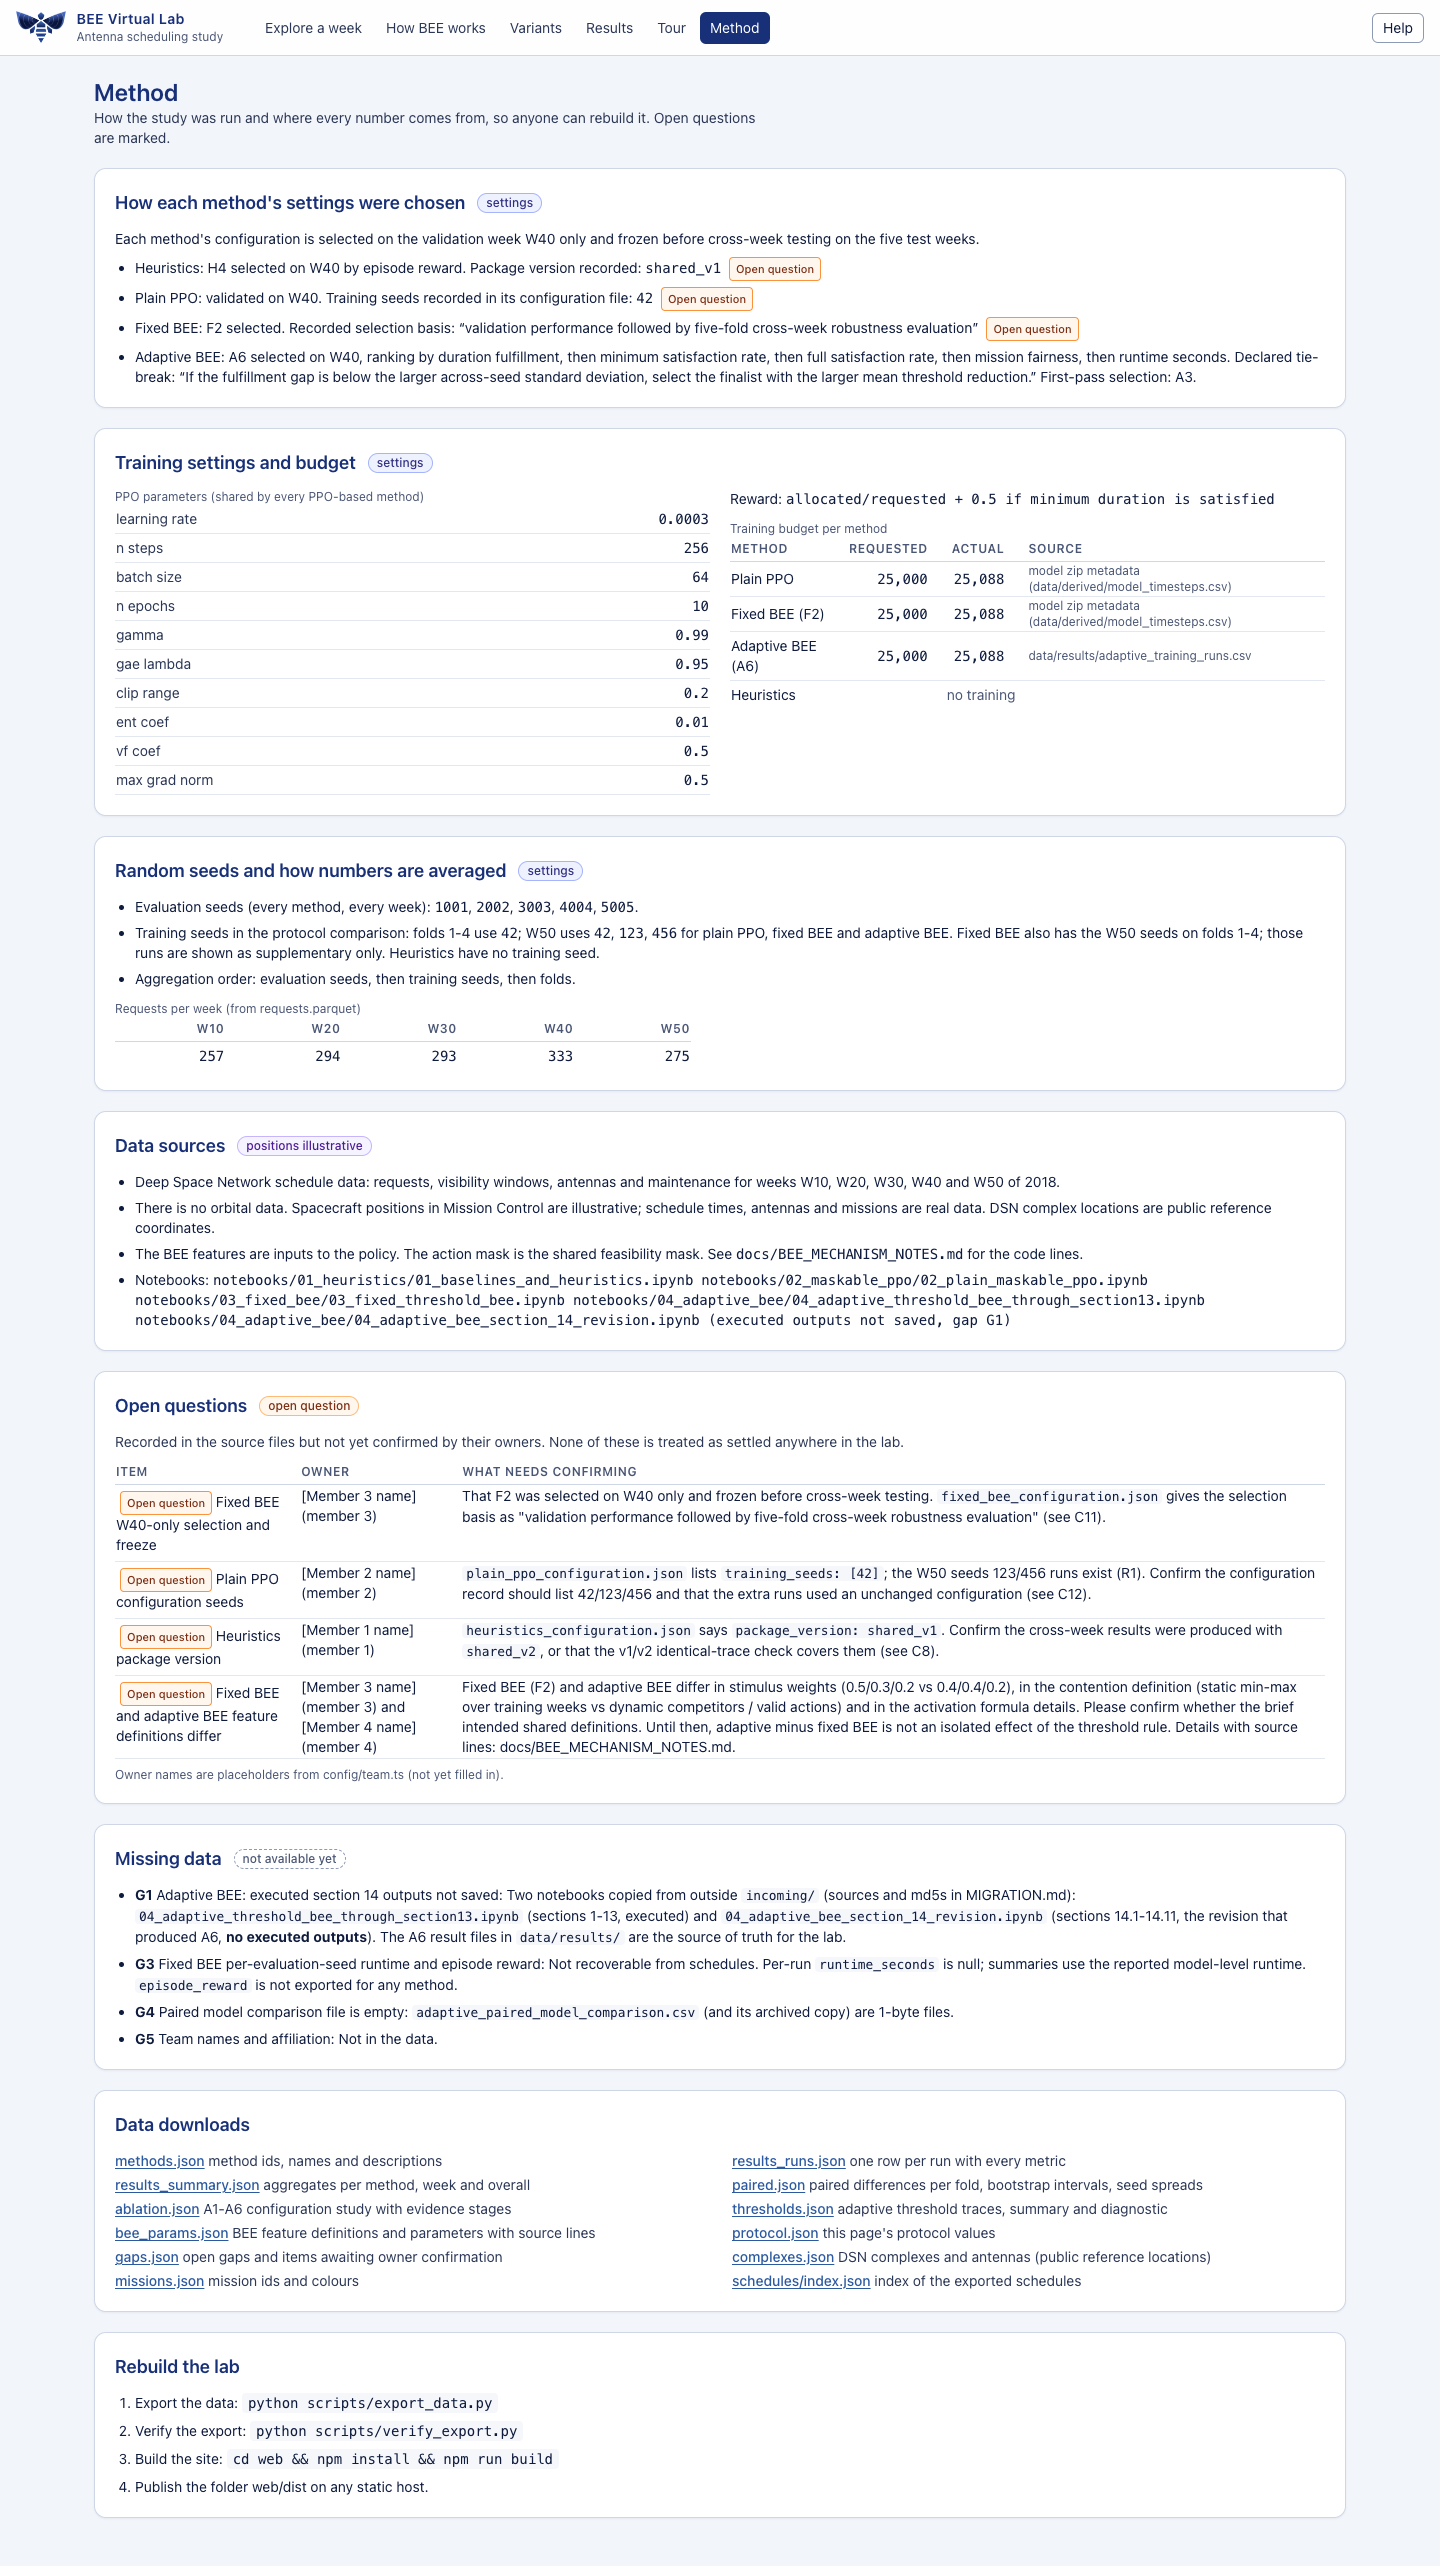 BEE Virtual Lab
Antenna scheduling study
Explore a week
How BEE works
Variants
Results
Tour
Method
Help
Method
How the study was run and where every number comes from, so anyone can rebuild it. Open questions
are marked.
How each method's settings were chosen settings
Each method's configuration is selected on the validation week W40 only and frozen before cross-week testing on the five test weeks.
• Heuristics: H4 selected on W40 by episode reward. Package version recorded: shared_v1 Open question
• Plain PPO: validated on W40. Training seeds recorded in its configuration file: 42 Open question
• Fixed BEE: F2 selected. Recorded selection basis: “validation performance followed by five-fold cross-week robustness evaluation” Open question
• Adaptive BEE: A6 selected on W40, ranking by duration fulfillment, then minimum satisfaction rate, then full satisfaction rate, then mission fairness, then runtime seconds. Declared tie-
break: “If the fulfillment gap is below the larger across-seed standard deviation, select the finalist with the larger mean threshold reduction.” First-pass selection: A3.
Training settings and budget settings
PPO parameters (shared by every PPO-based method)
learning rate 0.0003
n steps 256
batch size 64
n epochs 10
gamma 0.99
gae lambda 0.95
clip range 0.2
ent coef 0.01
vf coef 0.5
max grad norm 0.5
Reward: allocated/requested + 0.5 if minimum duration is satisfied
Training budget per method
METHOD REQUESTED ACTUAL SOURCE
Plain PPO 25,000 25,088 model zip metadata
(data/derived/model_timesteps.csv)
Fixed BEE (F2) 25,000 25,088 model zip metadata
(data/derived/model_timesteps.csv)
Adaptive BEE
(A6) 25,000 25,088 data/results/adaptive_training_runs.csv
Heuristics no training
Random seeds and how numbers are averaged settings
• Evaluation seeds (every method, every week): 1001, 2002, 3003, 4004, 5005.
• Training seeds in the protocol comparison: folds 1-4 use 42; W50 uses 42, 123, 456 for plain PPO, fixed BEE and adaptive BEE. Fixed BEE also has the W50 seeds on folds 1-4; those
runs are shown as supplementary only. Heuristics have no training seed.
• Aggregation order: evaluation seeds, then training seeds, then folds.
Requests per week (from requests.parquet)
W10 W20 W30 W40 W50
257 294 293 333 275
Data sources positions illustrative
• Deep Space Network schedule data: requests, visibility windows, antennas and maintenance for weeks W10, W20, W30, W40 and W50 of 2018.
• There is no orbital data. Spacecraft positions in Mission Control are illustrative; schedule times, antennas and missions are real data. DSN complex locations are public reference
coordinates.
• The BEE features are inputs to the policy. The action mask is the shared feasibility mask. See docs/BEE_MECHANISM_NOTES.md for the code lines.
• Notebooks: notebooks/01_heuristics/01_baselines_and_heuristics.ipynb notebooks/02_maskable_ppo/02_plain_maskable_ppo.ipynb
notebooks/03_fixed_bee/03_fixed_threshold_bee.ipynb notebooks/04_adaptive_bee/04_adaptive_threshold_bee_through_section13.ipynb
notebooks/04_adaptive_bee/04_adaptive_bee_section_14_revision.ipynb (executed outputs not saved, gap G1)
Open questions open question
Recorded in the source files but not yet confirmed by their owners. None of these is treated as settled anywhere in the lab.
ITEM OWNER WHAT NEEDS CONFIRMING
Open question Fixed BEE
W40-only selection and
freeze
[Member 3 name]
(member 3)
That F2 was selected on W40 only and frozen before cross-week testing. fixed_bee_configuration.json gives the selection
basis as "validation performance followed by five-fold cross-week robustness evaluation" (see C11).
Open question Plain PPO
configuration seeds
[Member 2 name]
(member 2)
plain_ppo_configuration.json lists training_seeds: [42] ; the W50 seeds 123/456 runs exist (R1). Confirm the configuration
record should list 42/123/456 and that the extra runs used an unchanged configuration (see C12).
Open question Heuristics
package version
[Member 1 name]
(member 1)
heuristics_configuration.json says package_version: shared_v1 . Confirm the cross-week results were produced with
shared_v2 , or that the v1/v2 identical-trace check covers them (see C8).
Open question Fixed BEE
and adaptive BEE feature
definitions differ
[Member 3 name]
(member 3) and
[Member 4 name]
(member 4)
Fixed BEE (F2) and adaptive BEE differ in stimulus weights (0.5/0.3/0.2 vs 0.4/0.4/0.2), in the contention definition (static min-max
over training weeks vs dynamic competitors / valid actions) and in the activation formula details. Please confirm whether the brief
intended shared definitions. Until then, adaptive minus fixed BEE is not an isolated effect of the threshold rule. Details with source
lines: docs/BEE_MECHANISM_NOTES.md.
Owner names are placeholders from config/team.ts (not yet filled in).
Missing data not available yet
• G1 Adaptive BEE: executed section 14 outputs not saved: Two notebooks copied from outside incoming/ (sources and md5s in MIGRATION.md):
04_adaptive_threshold_bee_through_section13.ipynb (sections 1-13, executed) and 04_adaptive_bee_section_14_revision.ipynb (sections 14.1-14.11, the revision that
produced A6, no executed outputs). The A6 result files in data/results/ are the source of truth for the lab.
• G3 Fixed BEE per-evaluation-seed runtime and episode reward: Not recoverable from schedules. Per-run runtime_seconds is null; summaries use the reported model-level runtime.
episode_reward is not exported for any method.
• G4 Paired model comparison file is empty: adaptive_paired_model_comparison.csv (and its archived copy) are 1-byte files.
• G5 Team names and affiliation: Not in the data.
Data downloads
methods.json method ids, names and descriptions
results_runs.json one row per run with every metric
results_summary.json aggregates per method, week and overall
paired.json paired differences per fold, bootstrap intervals, seed spreads
ablation.json A1-A6 configuration study with evidence stages
thresholds.json adaptive threshold traces, summary and diagnostic
bee_params.json BEE feature definitions and parameters with source lines
protocol.json this page's protocol values
gaps.json open gaps and items awaiting owner confirmation
complexes.json DSN complexes and antennas (public reference locations)
missions.json mission ids and colours
schedules/index.json index of the exported schedules
Rebuild the lab
1. Export the data: python scripts/export_data.py
2. Verify the export: python scripts/verify_export.py
3. Build the site: cd web && npm install && npm run build
4. Publish the folder web/dist on any static host.